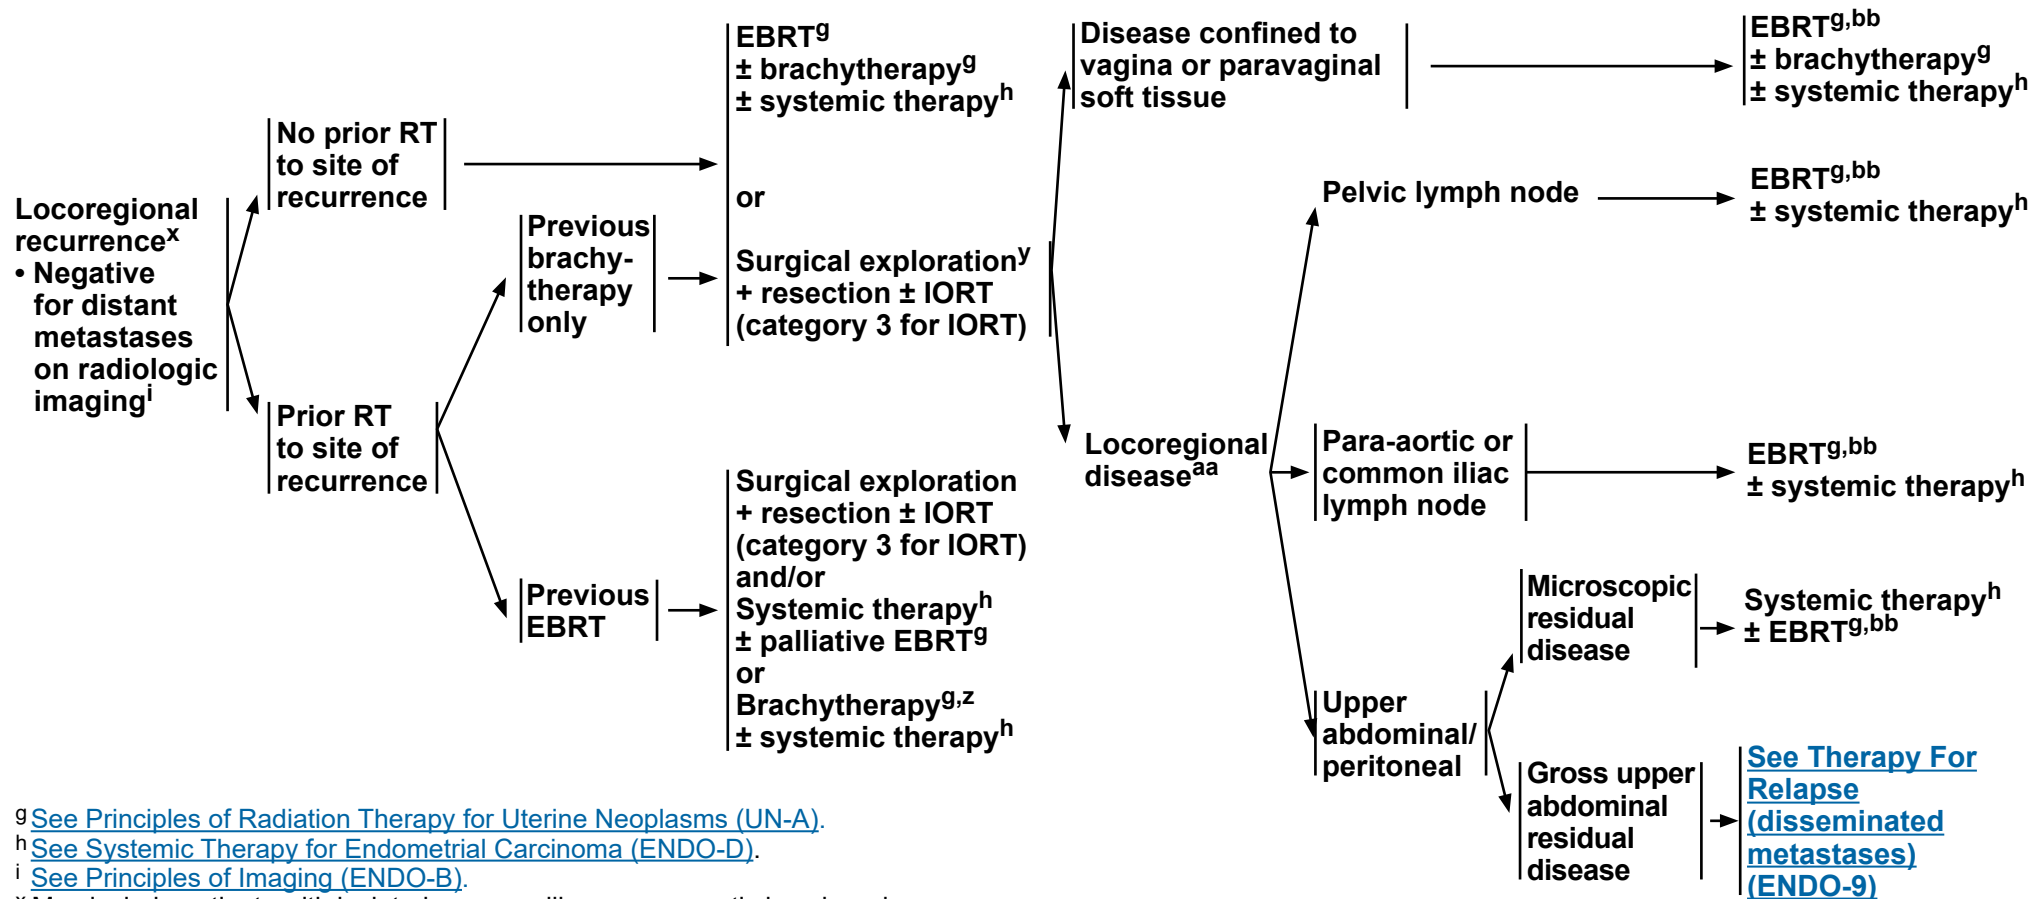 Locoregional
recurrencex
• Negative
for distant
metastases
on radiologic
imagingi
No prior RT
to site of
recurrence
Prior RT
to site of
recurrence
Previous
brachy-
therapy
only
Previous
EBRT
EBRTg
± brachytherapyg
± systemic therapyh
or
Surgical explorationy
+ resection ± IORT
(category 3 for IORT)
Surgical exploration
+ resection ± IORT
(category 3 for IORT)
and/or
Systemic therapyh
± palliative EBRTg
or
Brachytherapyg,z
± systemic therapyh
Disease confined to
vagina or paravaginal
soft tissue
Locoregional
diseaseaa
Pelvic lymph node
Para-aortic or
common iliac
lymph node
Upper
abdominal/
peritoneal
Microscopic
residual
disease
Gross upper
abdominal
residual
disease
EBRTg,bb
± brachytherapyg
± systemic therapyh
EBRTg,bb
± systemic therapyh
EBRTg,bb
± systemic therapyh
Systemic therapyh
± EBRTg,bb
See Therapy For
Relapse
(disseminated
metastases)
(ENDO-9)
g See Principles of Radiation Therapy for Uterine Neoplasms (UN-A).
h See Systemic Therapy for Endometrial Carcinoma (ENDO-D).
i See Principles of Imaging (ENDO-B).